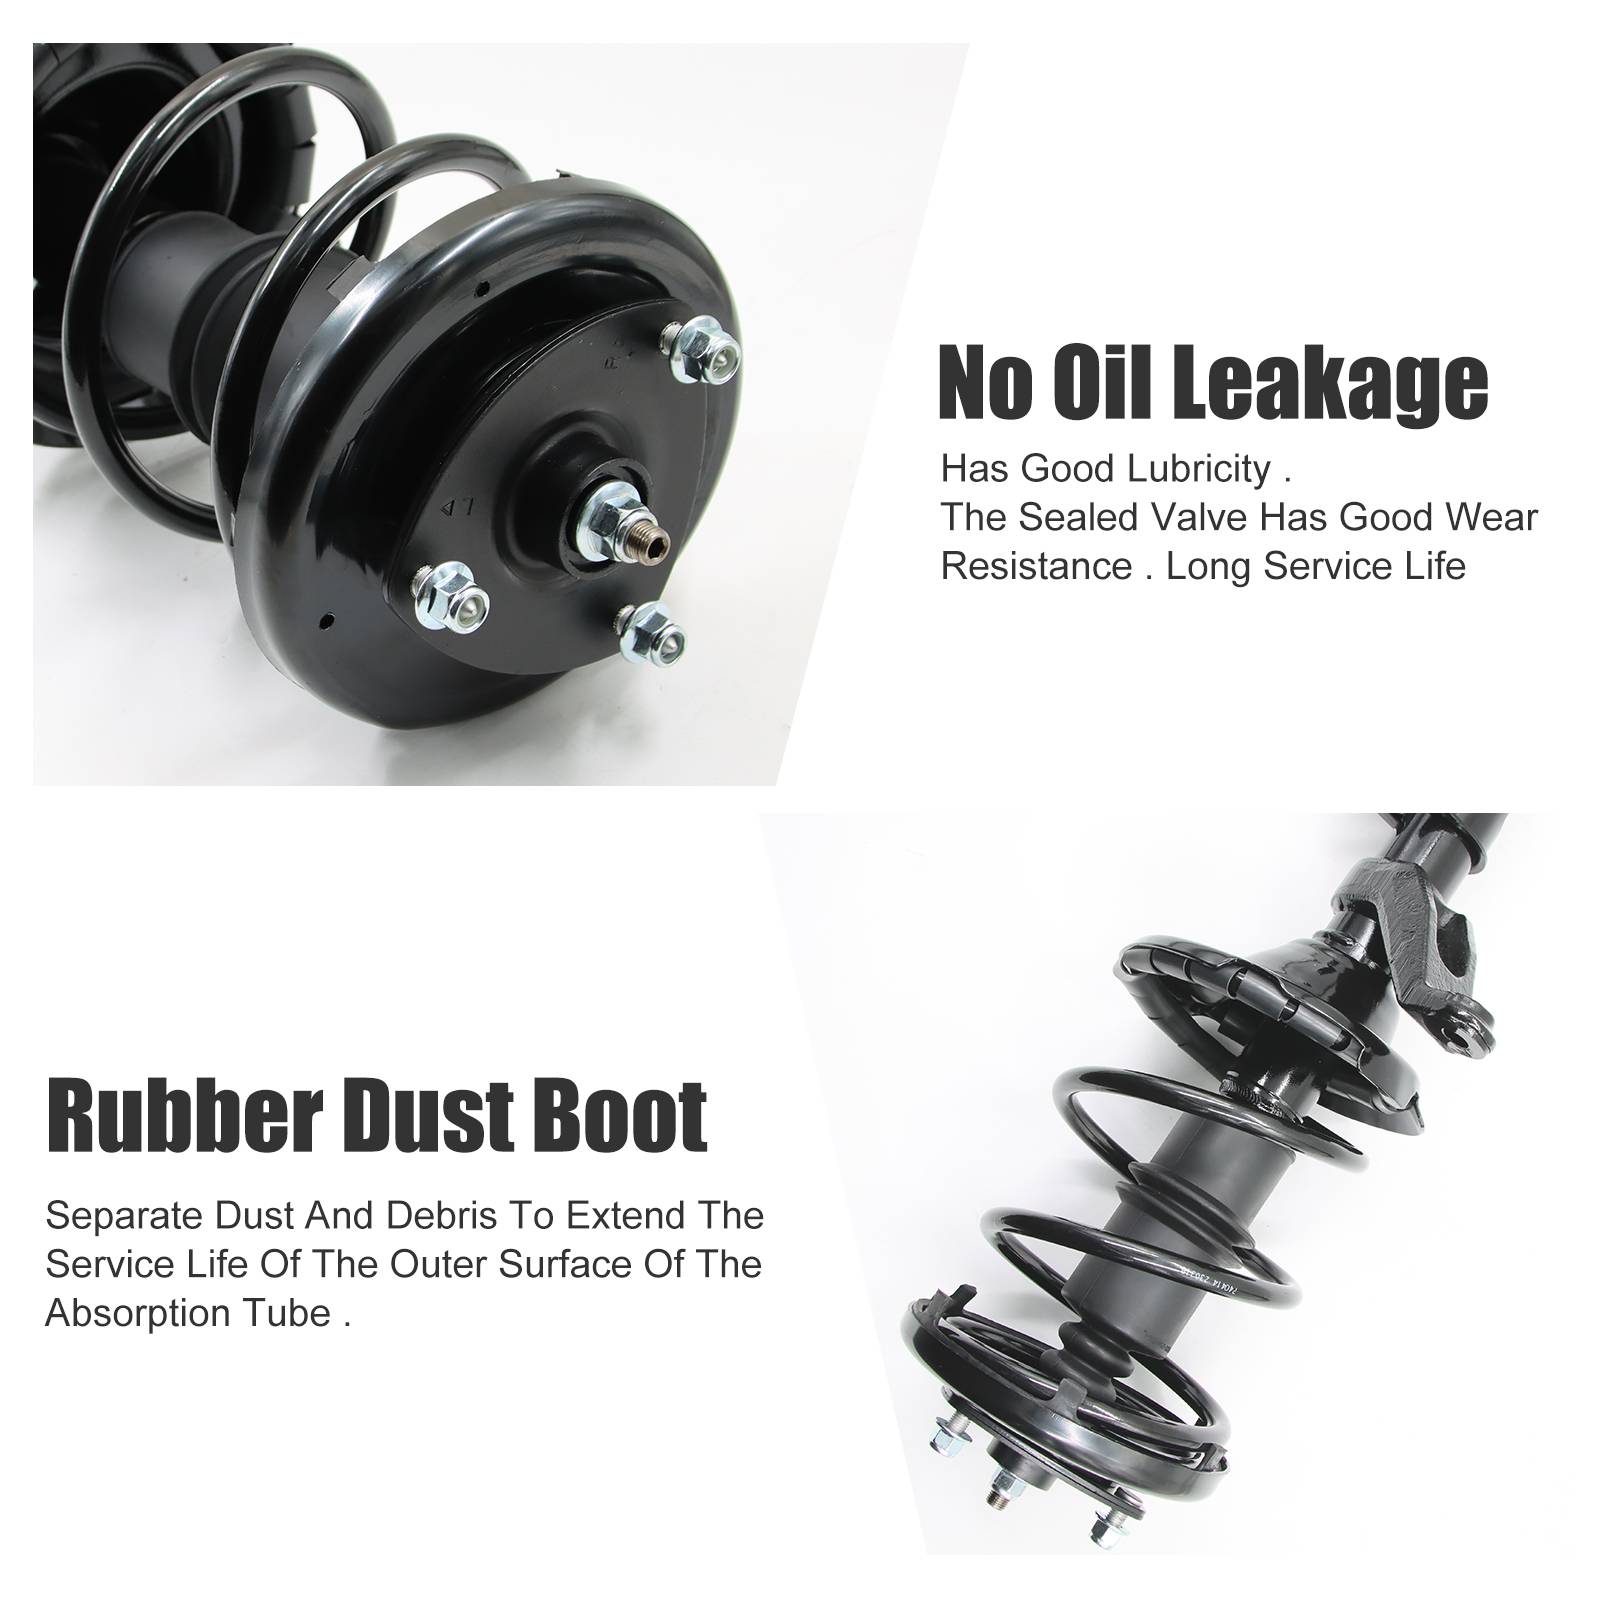 No Oil Leakage
Has Good Lubricity .
The Sealed Valve Has Good Wear
Resistance . Long Service Life
Rubber Dust Boot
Separate Dust And Debris To Extend The
Service Life Of The Outer Surface Of The
Absorption Tube .